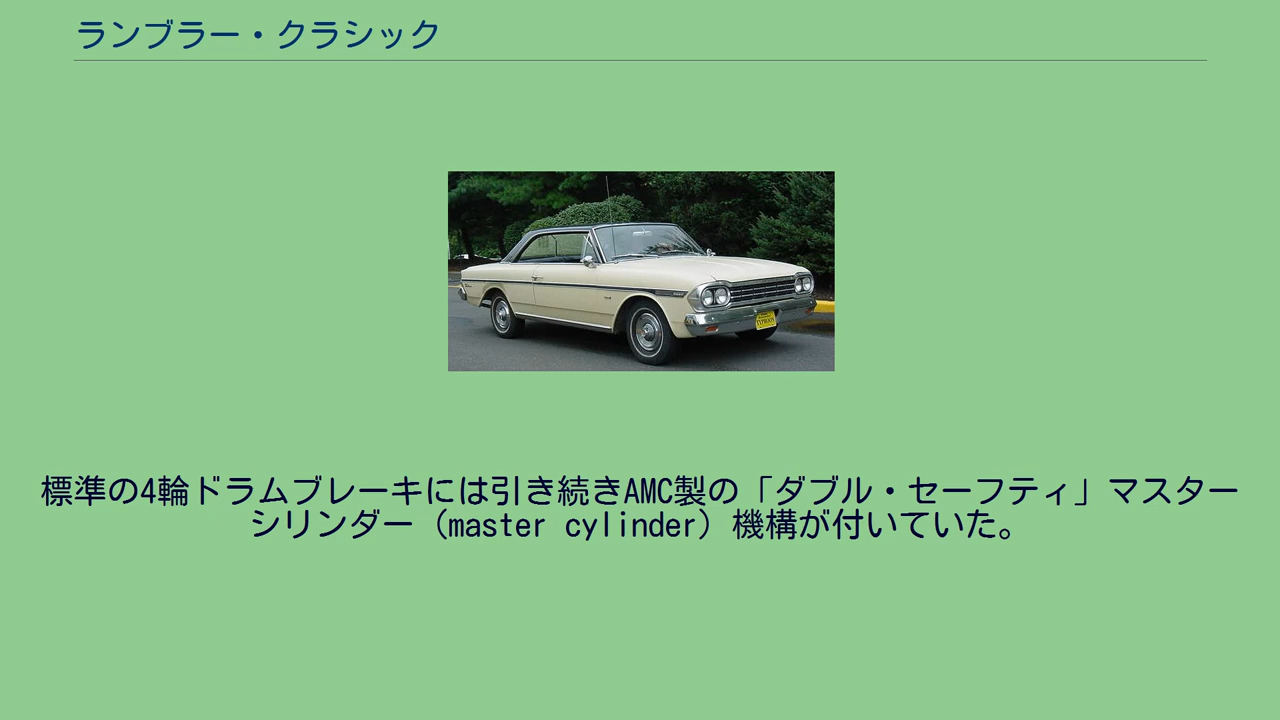 ランブラー・クラシック
標準の4輪ドラムブレーキには引き続きAMC製の「ダブル・セーフティ」マスター
シリンダー（master cylinder）機構が付いていた。